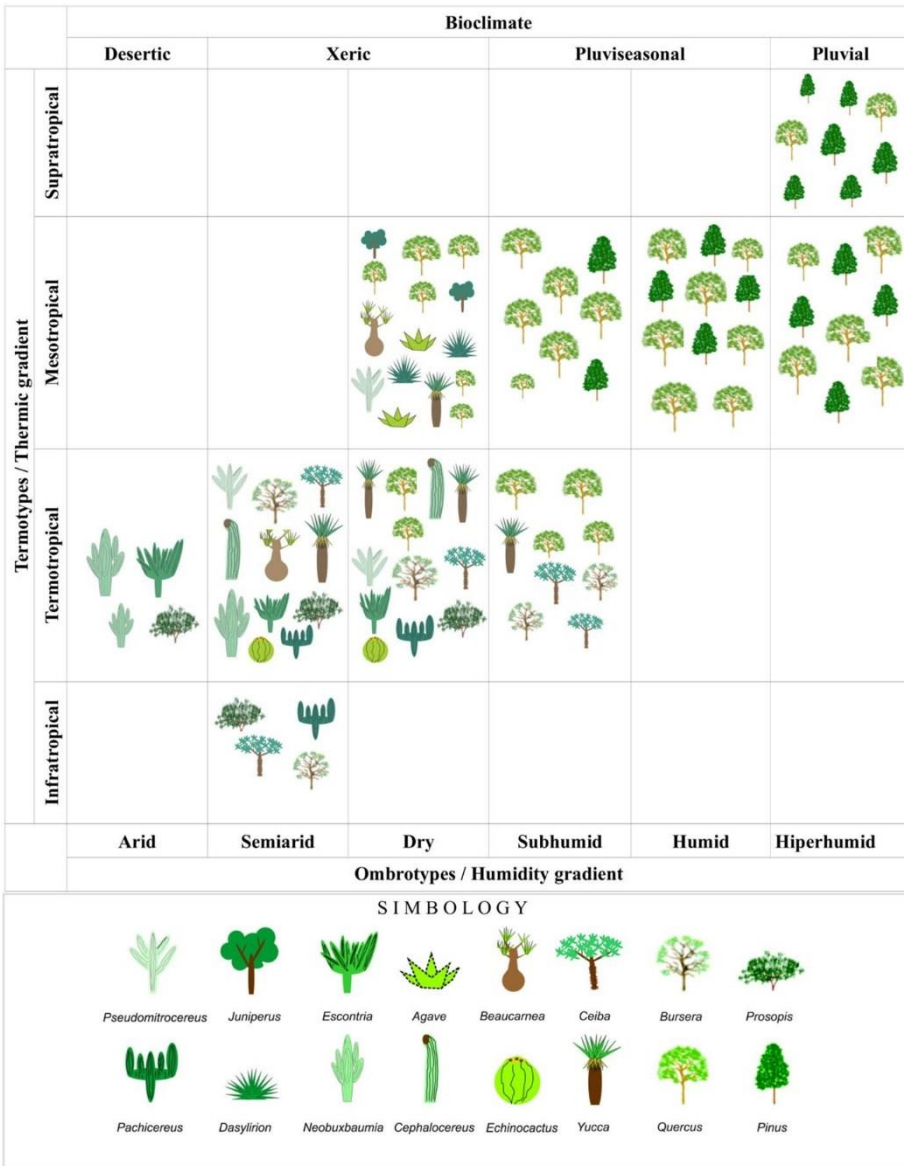 Bioclimate
Desertic Xeric Pluviseasonal Pluvial
Termotypes / Thermic gradient
Supratropical
Mesotropical
Termotropical
Infratropical
Arid Semiarid Dry Subhumid Humid Hiperhumid
Ombrotypes / Humidity gradient
SIMBOLOGY
Pseudomitrocereus Juniperus Escontria Agave Beaucarnea Ceiba Bursera Prosopis
Pachicereus Dasylirion Neobuxbaumia Cephalocereus Echinocactus Yucca Quercus Pinus